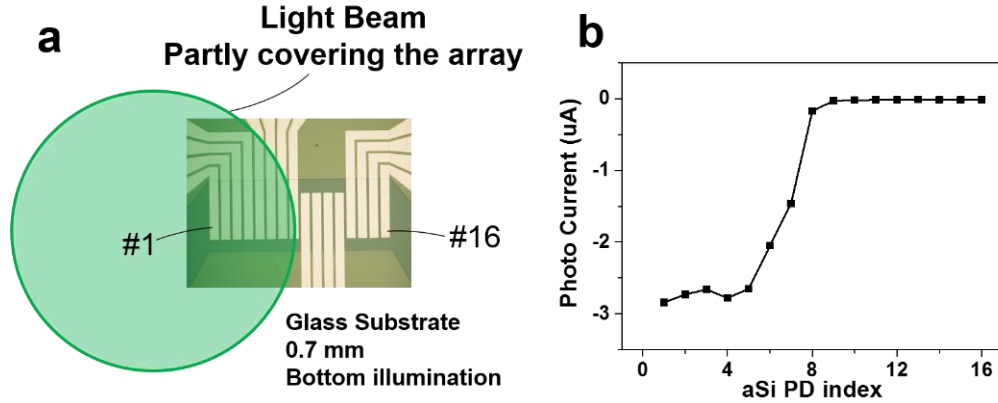 a
Light Beam
Partly covering the array
#1
#16
Glass Substrate
0.7 mm
Bottom illumination
b
Photo Current (uA)
0
-1
-2
-3
0 4 8 12 16
aSi PD index